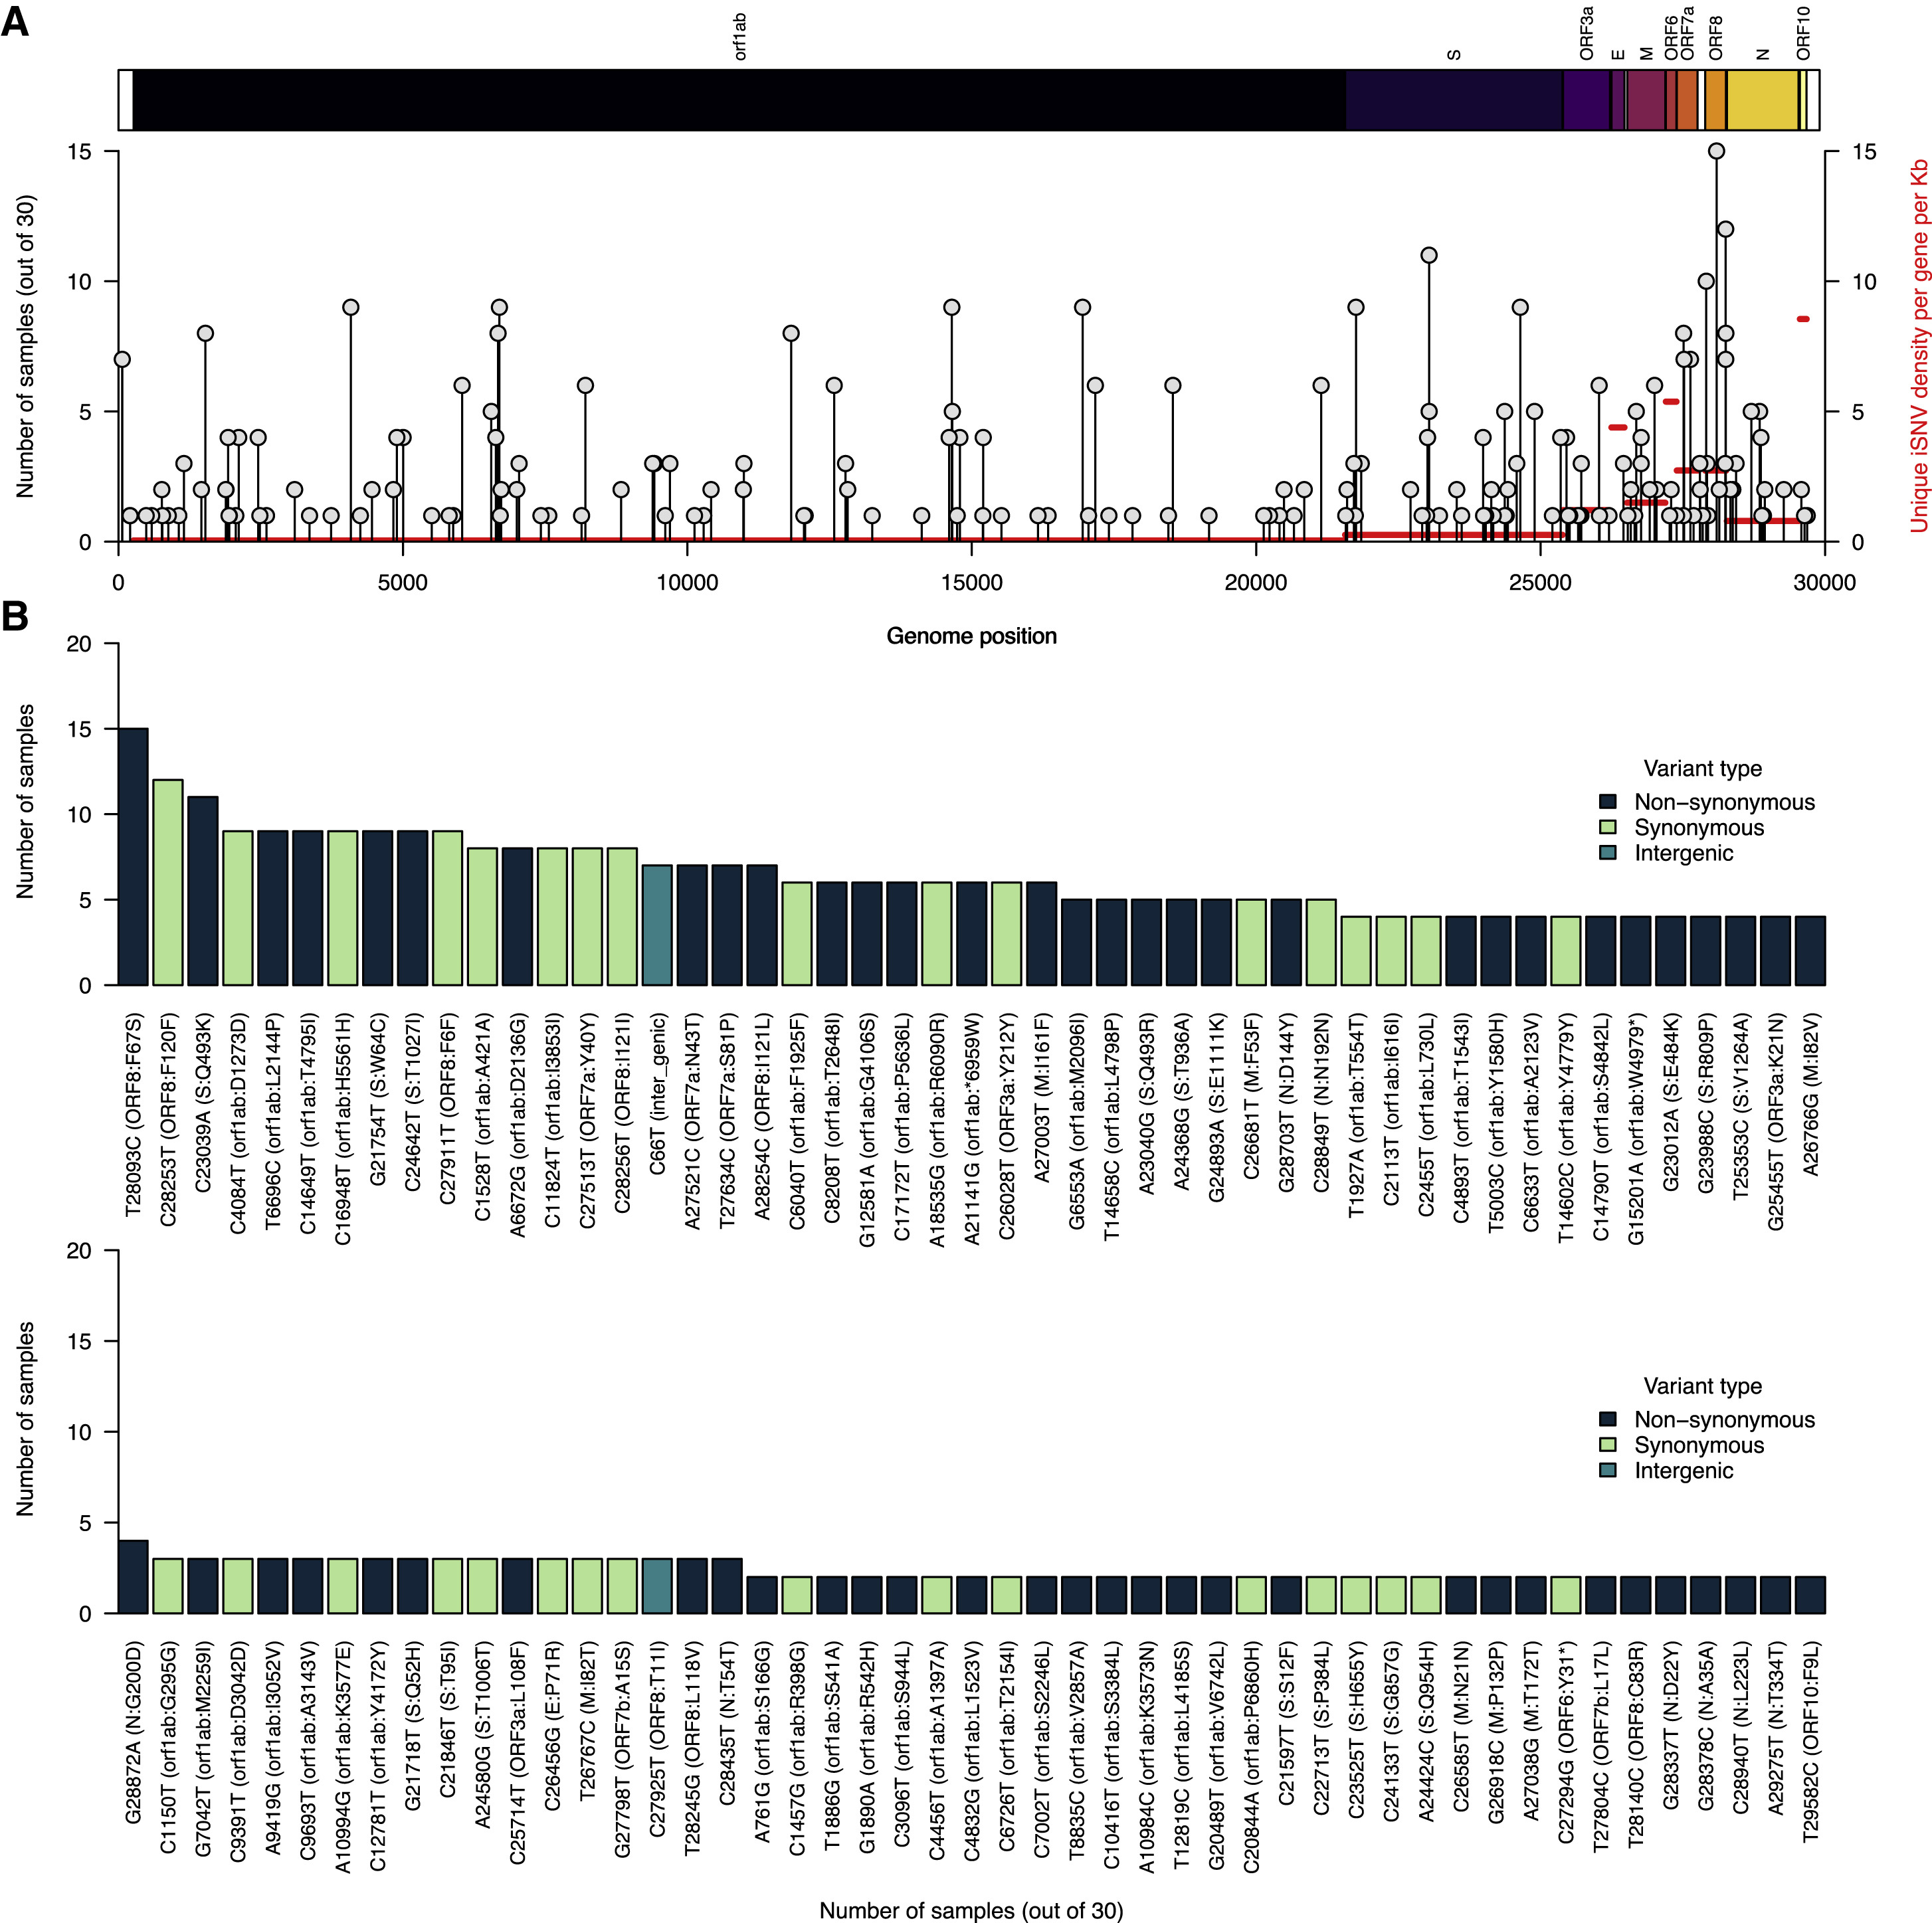 A
orf1ab
S
ORF3a
E
M
ORF6
ORF7a
ORF8
N
ORF10
15
10
5
0
Number of samples (out of 30)
15
10
5
0
Unique iSNV density per gene per Kb
0
5000
10000
15000
20000
25000
30000
Genome position
B
20
15
10
5
0
Number of samples
Variant type
Non−synonymous
Synonymous
Intergenic
T28093C (ORF8:F67S)
C28253T (ORF8:F120F)
C23039A (S:Q493K)
C4084T (orf1ab:D1273D)
T6696C (orf1ab:L2144P)
C14649T (orf1ab:T4795I)
C16948T (orf1ab:H5561H)
G21754T (S:W64C)
C24642T (S:T1027I)
C27911T (ORF8:F6F)
C1528T (orf1ab:A421A)
A6672G (orf1ab:D2136G)
C11824T (orf1ab:I3853I)
C27513T (ORF7a:Y40Y)
C28256T (ORF8:I121I)
C66T (inter_genic)
A27521C (ORF7a:N43T)
T27634C (ORF7a:S81P)
A28254C (ORF8:I121L)
C6040T (orf1ab:F1925F)
C8208T (orf1ab:T2648I)
G12581A (orf1ab:G4106S)
C17172T (orf1ab:P5636L)
A18535G (orf1ab:R6090R)
A21141G (orf1ab:*6959W)
C26028T (ORF3a:Y212Y)
A27003T (M:I161F)
G6553A (orf1ab:M2096I)
T14658C (orf1ab:L4798P)
A23040G (S:Q493R)
A24368G (S:T936A)
G24893A (S:E1111K)
C26681T (M:F53F)
G28703T (N:D144Y)
C28849T (N:N192N)
T1927A (orf1ab:T554T)
C2113T (orf1ab:I616I)
C2455T (orf1ab:L730L)
C4893T (orf1ab:T1543I)
T5003C (orf1ab:Y1580H)
C6633T (orf1ab:A2123V)
T14602C (orf1ab:Y4779Y)
C14790T (orf1ab:S4842L)
G15201A (orf1ab:W4979*)
G23012A (S:E484K)
G23988C (S:R809P)
T25353C (S:V1264A)
G25455T (ORF3a:K21N)
A26766G (M:I82V)
20
15
10
5
0
Number of samples
Variant type
Non−synonymous
Synonymous
Intergenic
G28872A (N:G200D)
C1150T (orf1ab:G295G)
G7042T (orf1ab:M2259I)
C9391T (orf1ab:D3042D)
A9419G (orf1ab:I3052V)
C9693T (orf1ab:A3143V)
A10994G (orf1ab:K3577E)
C12781T (orf1ab:Y4172Y)
G21718T (S:Q52H)
C21846T (S:T95I)
A24580G (S:T1006T)
C25714T (ORF3a:L108F)
C26456G (E:P71R)
T26767C (M:I82T)
G27798T (ORF7b:A15S)
C27925T (ORF8:T11I)
T28245G (ORF8:L118V)
C28435T (N:T54T)
A761G (orf1ab:S166G)
C1457G (orf1ab:R398G)
T1886G (orf1ab:S541A)
G1890A (orf1ab:R542H)
C3096T (orf1ab:S944L)
C4456T (orf1ab:A1397A)
C4832G (orf1ab:L1523V)
C6726T (orf1ab:T2154I)
C7002T (orf1ab:S2246L)
T8835C (orf1ab:V2857A)
C10416T (orf1ab:S3384L)
A10984C (orf1ab:K3573N)
T12819C (orf1ab:L4185S)
G20489T (orf1ab:V6742L)
C20844A (orf1ab:P6860H)
C21597T (S:S12F)
C22713T (S:P384L)
C23525T (S:H655Y)
C24133T (S:G857G)
A24424C (S:Q954H)
C26585T (M:N21N)
G26918C (M:P132P)
A27038G (M:T172T)
C27294G (ORF6:Y31*)
T27804C (ORF7b:L17L)
T28140C (ORF8:C83R)
G28337T (N:D22Y)
G28378C (N:A35A)
C28940T (N:L223L)
A29275T (N:T334T)
T29582C (ORF10:F9L)
Number of samples (out of 30)